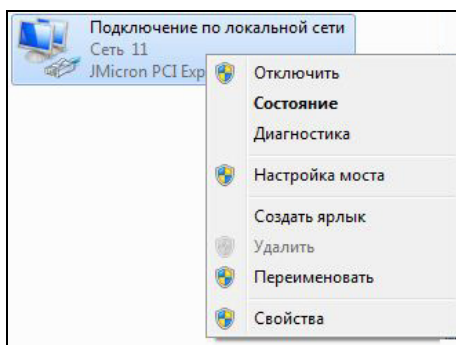 Подключение по локальной сети
Сеть 11
JMicron PCI Exp
Отключить
Состояние
Диагностика
Настройка моста
Создать ярлык
Удалить
Переименовать
Свойства